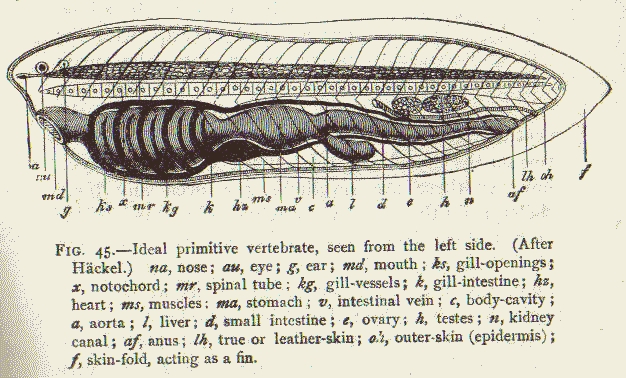 na
au
md
g
ks x mr kg k hz ms ma v c a l d e h n af lh oh f
FIG. 45.—Ideal primitive vertebrate, seen from the left side. (After
Häckel.) na, nose; au, eye; g, ear; md, mouth; ks, gill-openings;
x, notochord; mr, spinal tube; kg, gill-vessels; k, gill-intestine; hz,
heart; ms, muscles: ma, stomach; v, intestinal vein; c, body-cavity;
a, aorta; l, liver; d, small intestine; e, ovary; h, testes; n, kidney
canal; af, anus; lh, true or leather-skin; oh, outer-skin (epidermis);
f, skin-fold, acting as a fin.